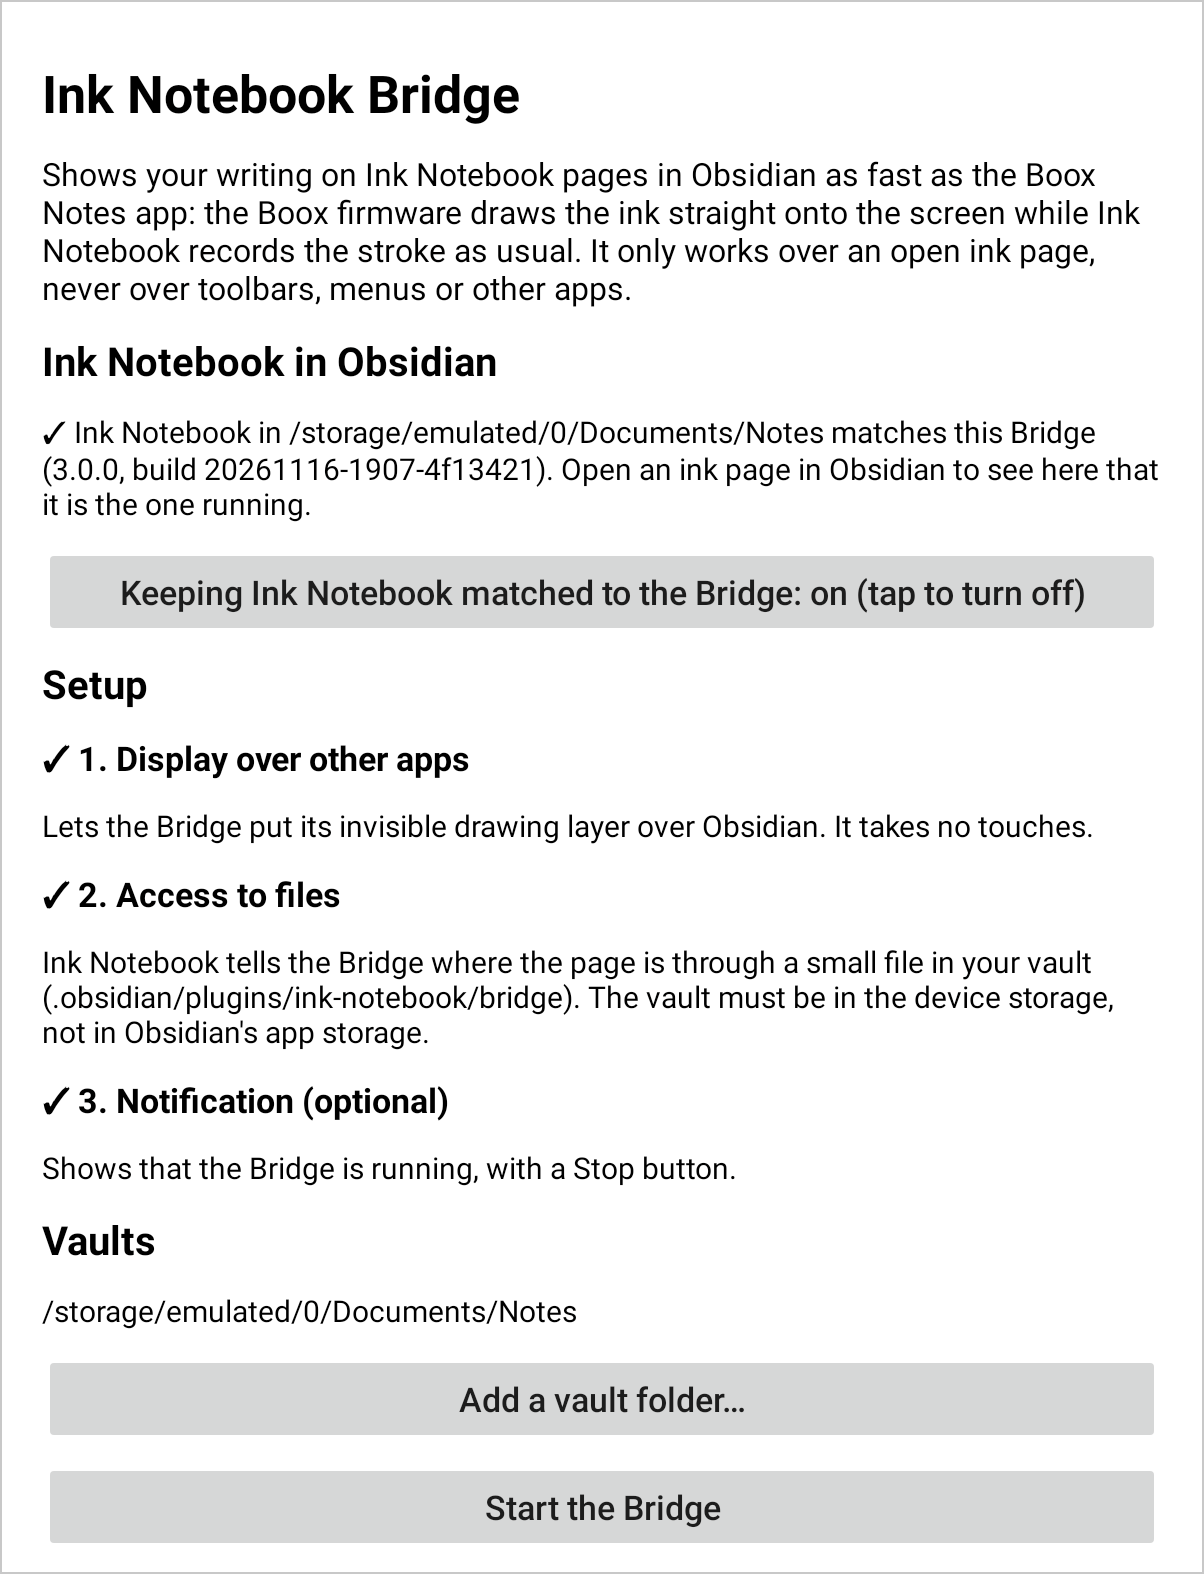 Ink Notebook Bridge
Shows your writing on Ink Notebook pages in Obsidian as fast as the Boox
Notes app: the Boox firmware draws the ink straight onto the screen while Ink
Notebook records the stroke as usual. It only works over an open ink page,
never over toolbars, menus or other apps.
Ink Notebook in Obsidian
✓ Ink Notebook in /storage/emulated/0/Documents/Notes matches this Bridge
(3.0.0, build 20261116-1907-4f13421). Open an ink page in Obsidian to see here that
it is the one running.
Keeping Ink Notebook matched to the Bridge: on (tap to turn off)
Setup
✓ 1. Display over other apps
Lets the Bridge put its invisible drawing layer over Obsidian. It takes no touches.
✓ 2. Access to files
Ink Notebook tells the Bridge where the page is through a small file in your vault
(.obsidian/plugins/ink-notebook/bridge). The vault must be in the device storage,
not in Obsidian's app storage.
✓ 3. Notification (optional)
Shows that the Bridge is running, with a Stop button.
Vaults
/storage/emulated/0/Documents/Notes
Add a vault folder…
Start the Bridge